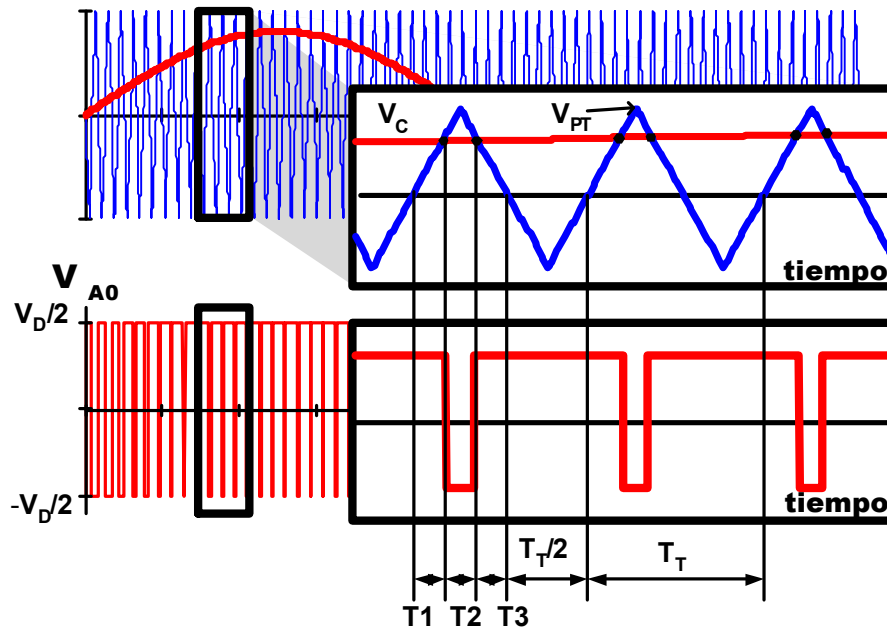 V_C V_PT
tiempo
V_A0
V_D/2
-V_D/2
tiempo
T_T/2 T_T
T1 T2 T3